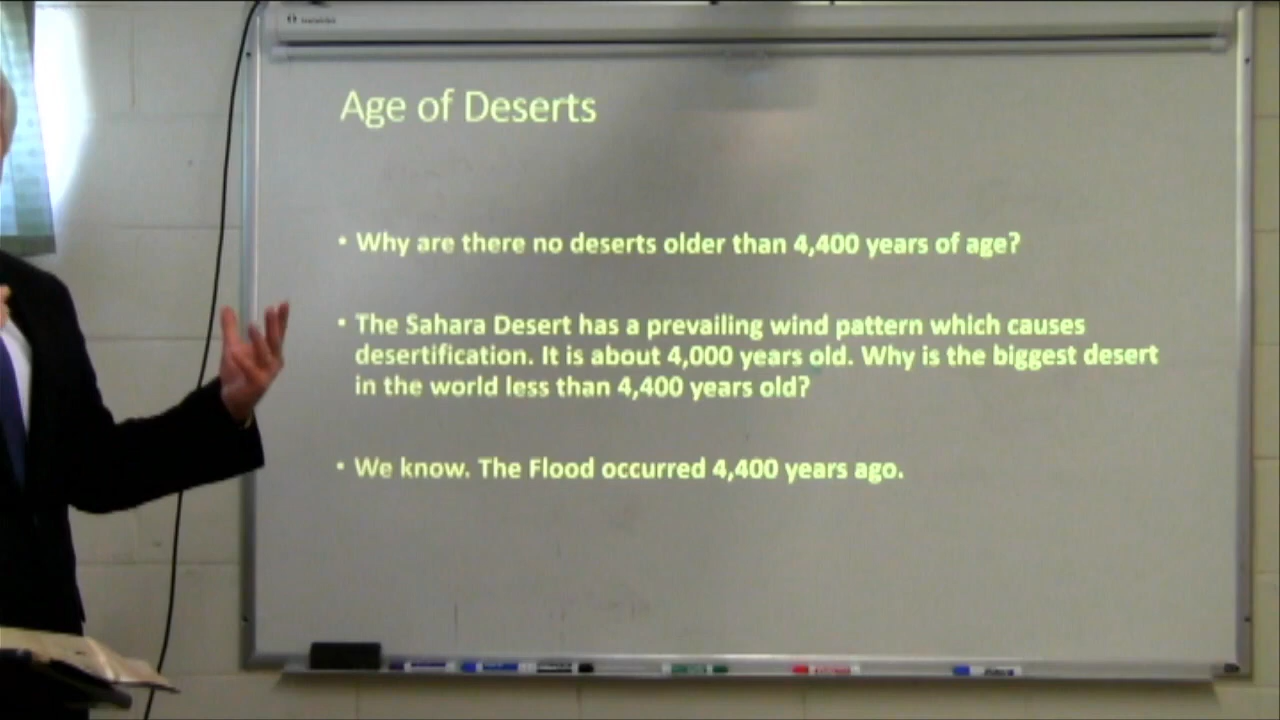 Age of Deserts
• Why are there no deserts older than 4,400 years of age?
• The Sahara Desert has a prevailing wind pattern which causes
desertification. It is about 4,000 years old. Why is the biggest desert
in the world less than 4,400 years old?
• We know. The Flood occurred 4,400 years ago.